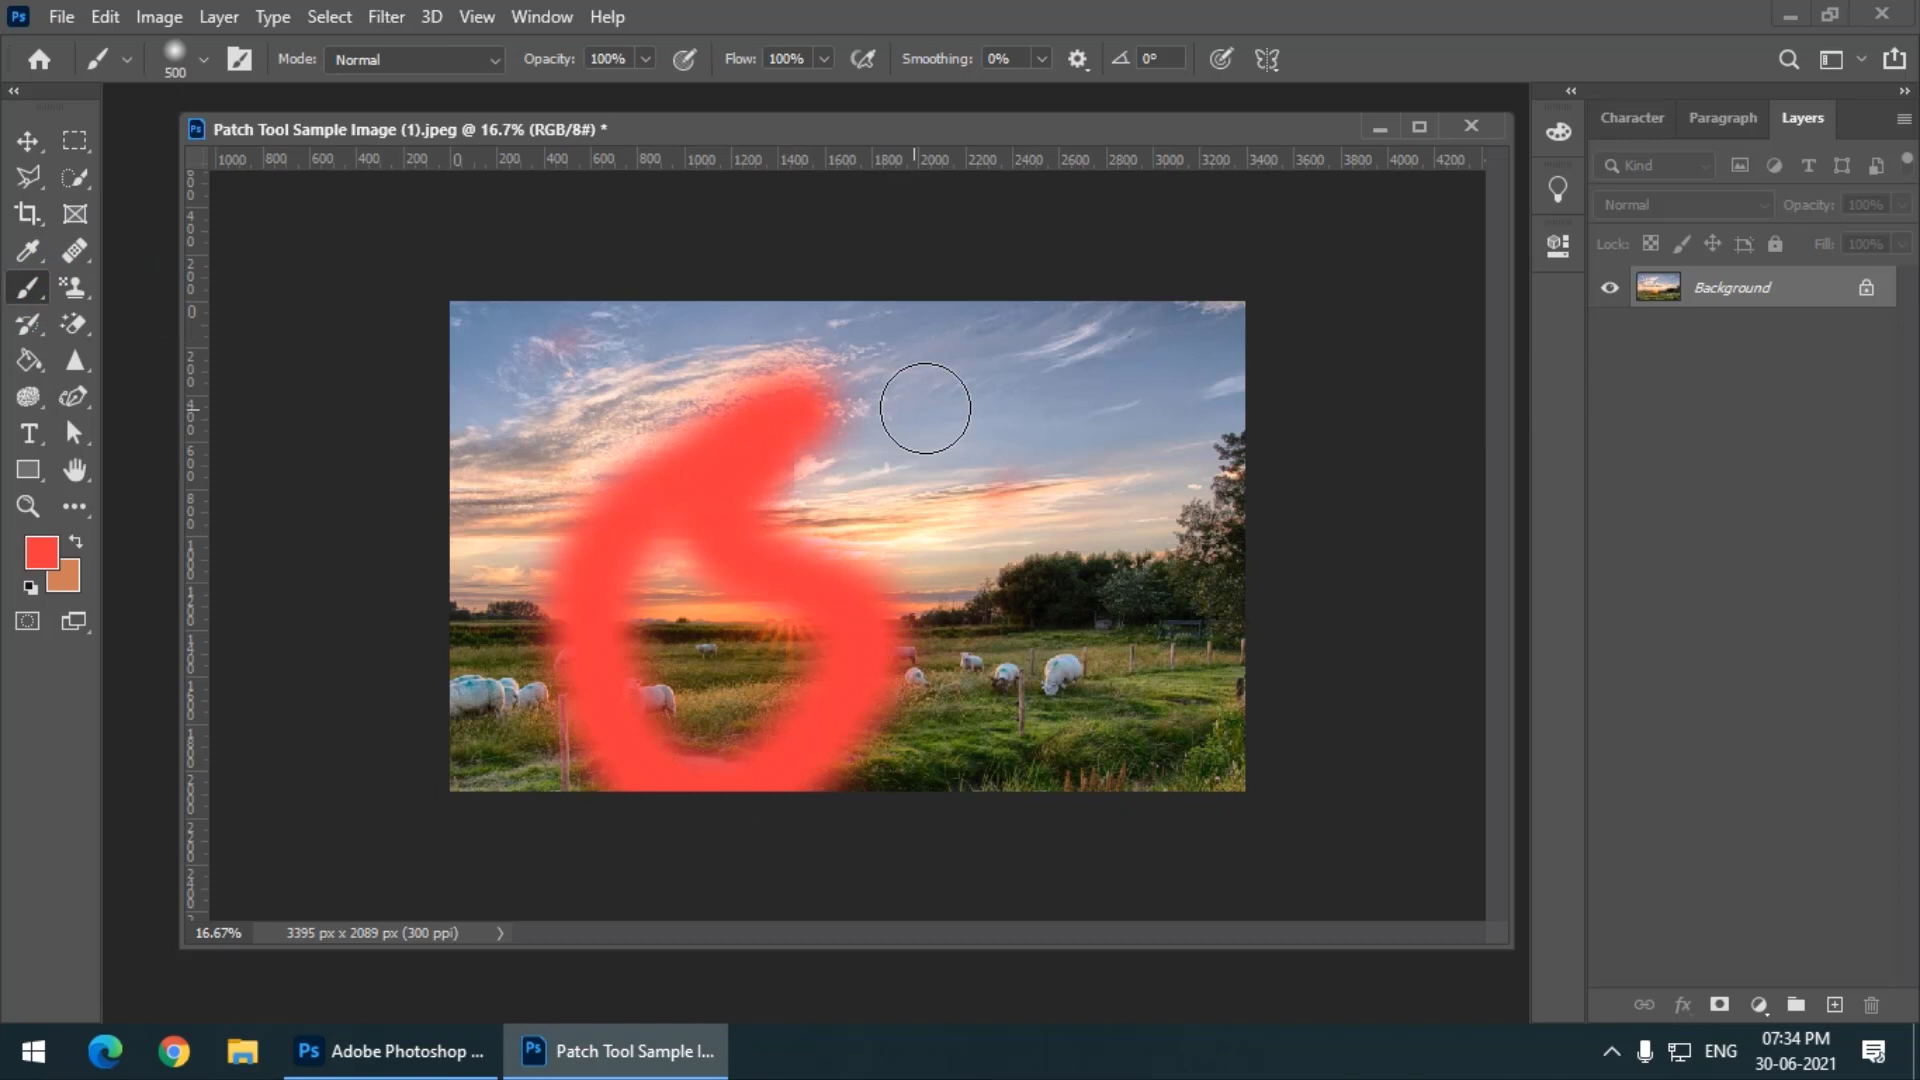 Ps File Edit Image Layer Type Select Filter 3D View Window Help
500 Mode: Normal Opacity: 100% Flow: 100% Smoothing: 0% 0°
Patch Tool Sample Image (1).jpeg @ 16.7% (RGB/8#) *
1000 800 600 400 200 0 200 400 600 800 1000 1200 1400 1600 1800 2000 2200 2400 2600 2800 3000 3200 3400 3600 3800 4000 4200
Character Paragraph Layers
Kind
Normal Opacity: 100%
Lock: Fill: 100%
Background
16.67% 3395 px x 2089 px (300 ppi)
Ps Adobe Photoshop ... Ps Patch Tool Sample I...
ENG
07:34 PM
30-06-2021